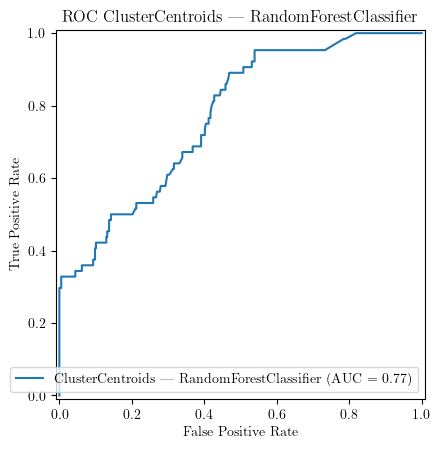 ROC ClusterCentroids — RandomForestClassifier
True Positive Rate
1.0
0.8
0.6
0.4
0.2
0.0
ClusterCentroids — RandomForestClassifier (AUC = 0.77)
0.0 0.2 0.4 0.6 0.8 1.0
False Positive Rate